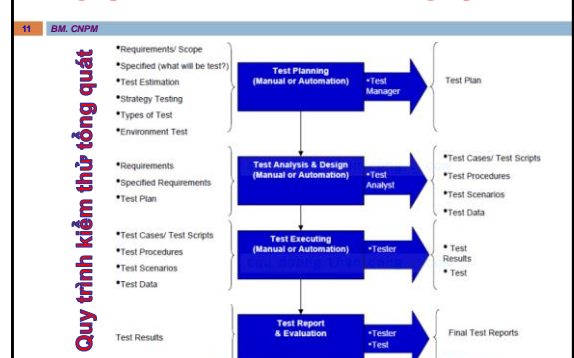 11 BM. CNPM
Quy trình kiểm thử tổng quát
•Requirements/ Scope
•Specified (what will be test?)
•Test Estimation
•Strategy Testing
•Types of Test
•Environment Test
Test Planning
(Manual or Automation)
•Test
Manager
Test Plan
•Requirements
•Specified Requirements
•Test Plan
Test Analysis & Design
(Manual or Automation)
•Test
Analyst
•Test Cases/ Test Scripts
•Test Procedures
•Test Scenarios
•Test Data
•Test Cases/ Test Scripts
•Test Procedures
•Test Scenarios
•Test Data
Test Executing
(Manual or Automation)
•Tester
• Test
Results
• Test
Test Results
Test Report
& Evaluation
•Tester
•Test
Final Test Reports